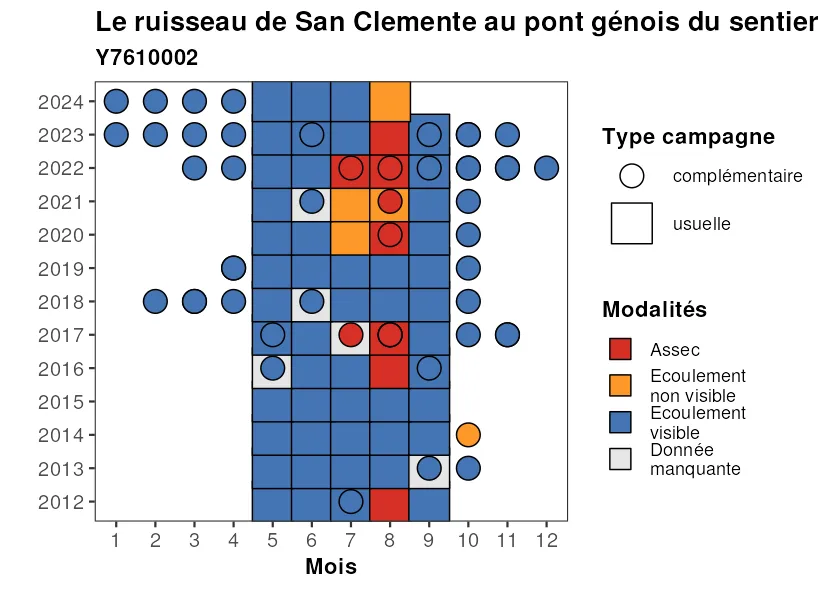 Le ruisseau de San Clemente au pont génois du sentier
Y7610002
2024
2023
2022
2021
2020
2019
2018
2017
2016
2015
2014
2013
2012
1 2 3 4 5 6 7 8 9 10 11 12
Mois
Type campagne
complémentaire
usuelle
Modalités
Assec
Ecoulement
non visible
Ecoulement
visible
Donnée
manquante